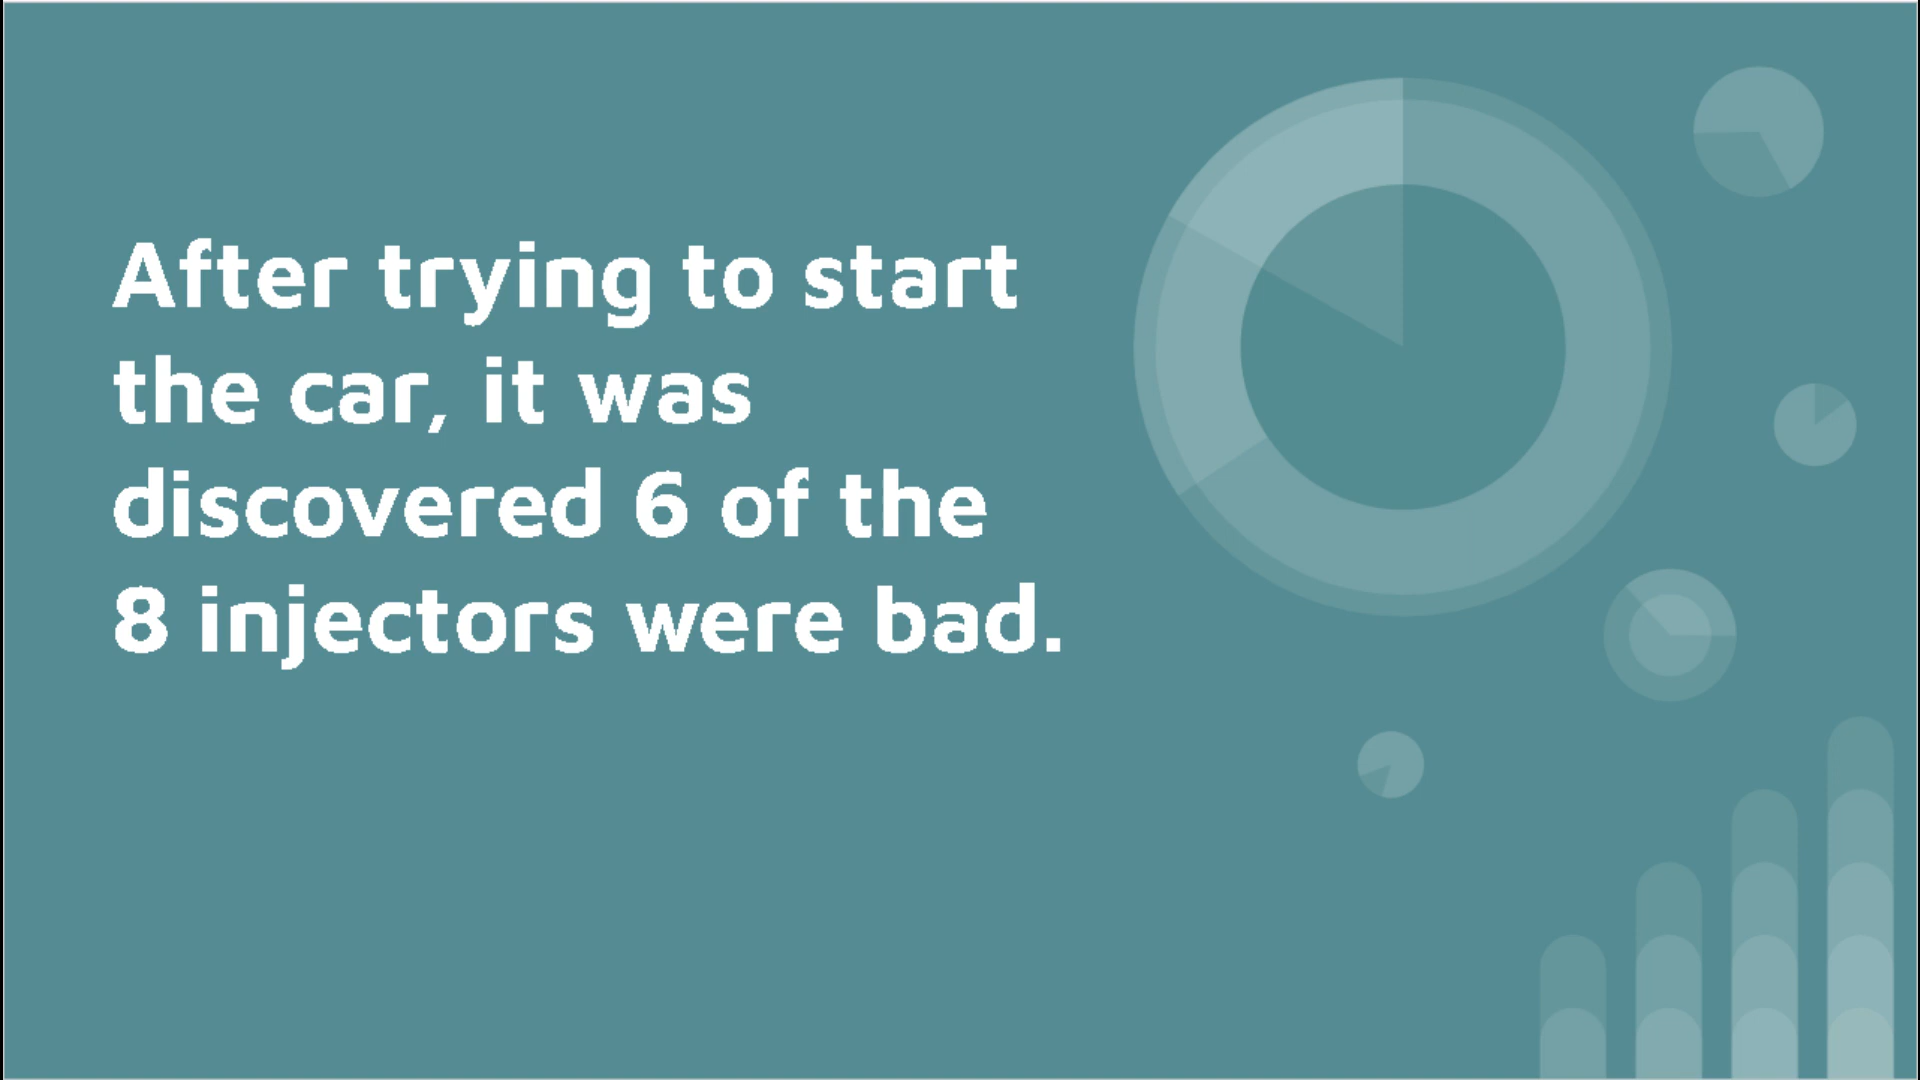 After trying to start
the car, it was
discovered 6 of the
8 injectors were bad.